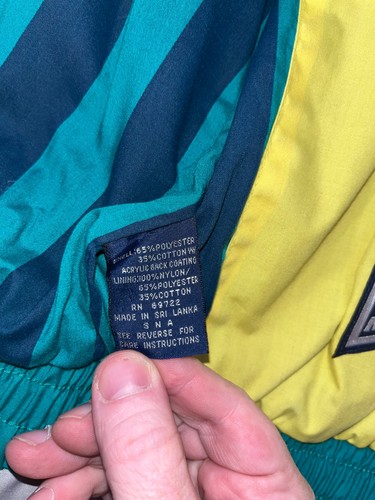 SHELL: 65% POLYESTER
35% COTTON W/
ACRYLIC BACK COATING
LINING: 100% NYLON/
65% POLYESTER
35% COTTON
RN 69722
MADE IN SRI LANKA
S N A
SEE REVERSE FOR
CARE INSTRUCTIONS